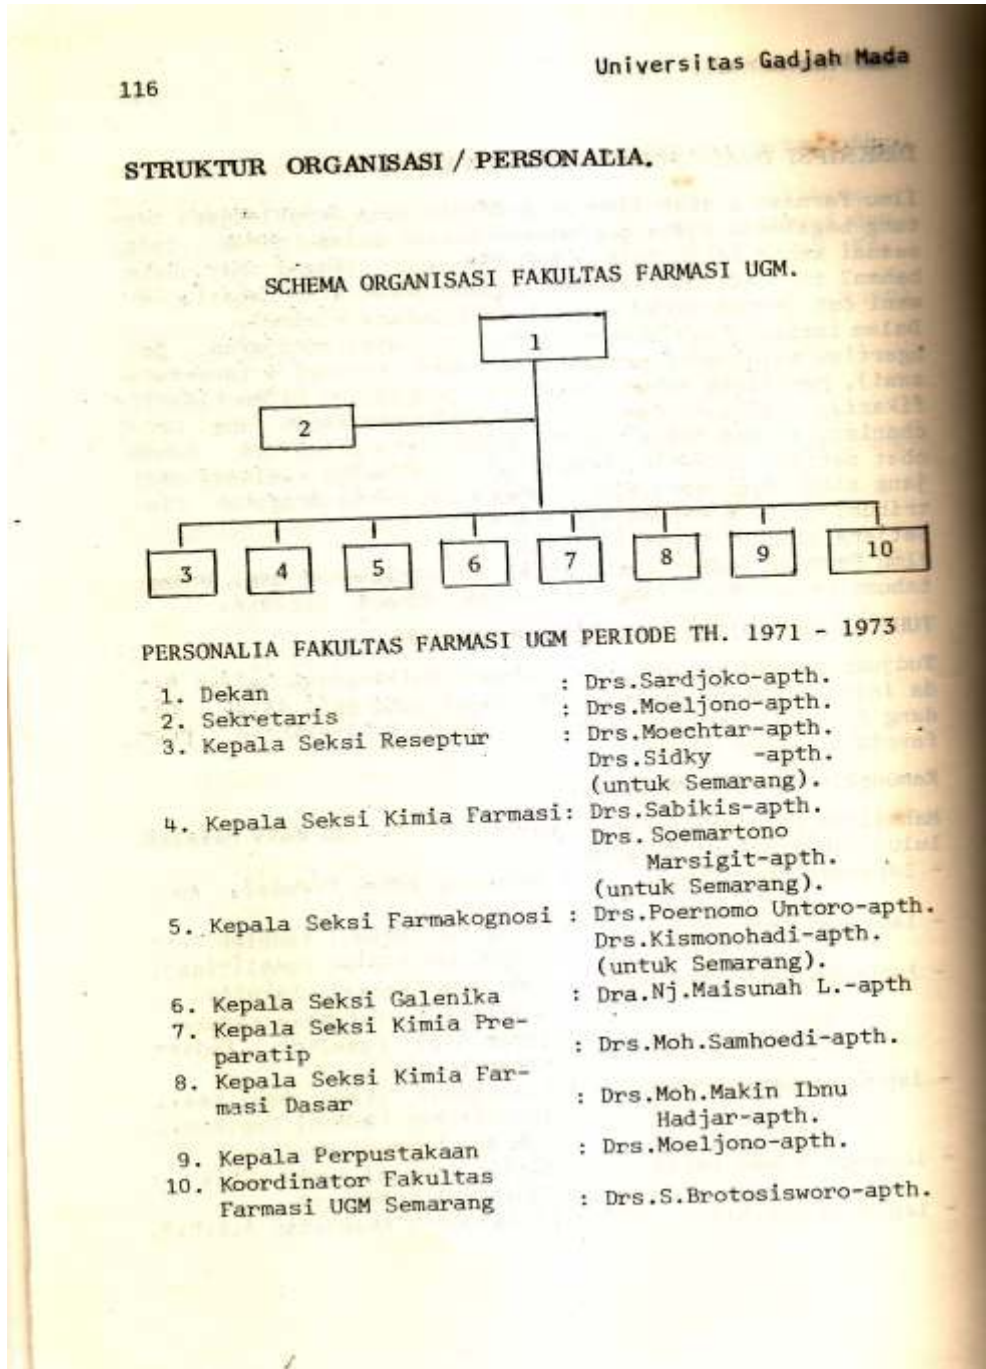 Universitas Gadjah Mada
116
STRUKTUR ORGANISASI / PERSONALIA.
SCHEMA ORGANISASI FAKULTAS FARMASI UGM.
1
2
3 4 5 6 7 8 9 10
PERSONALIA FAKULTAS FARMASI UGM PERIODE TH. 1971 - 1973
1. Dekan : Drs.Sardjoko-apth.
2. Sekretaris : Drs.Moeljono-apth.
3. Kepala Seksi Reseptur : Drs.Moechtar-apth.
Drs.Sidky -apth.
(untuk Semarang).
4. Kepala Seksi Kimia Farmasi: Drs.Sabikis-apth.
Drs. Soemartono
Marsigit-apth.
(untuk Semarang).
5. Kepala Seksi Farmakognosi : Drs.Poernomo Untoro-apth.
Drs.Kismonohadi-apth.
(untuk Semarang).
6. Kepala Seksi Galenika : Dra.Nj.Maisunah L.-apth
7. Kepala Seksi Kimia Pre-
paratip : Drs.Moh.Samhoedi-apth.
8. Kepala Seksi Kimia Far-
masi Dasar : Drs.Moh.Makin Ibnu
Hadjar-apth.
9. Kepala Perpustakaan : Drs.Moeljono-apth.
10. Koordinator Fakultas
Farmasi UGM Semarang : Drs.S.Brotosisworo-apth.